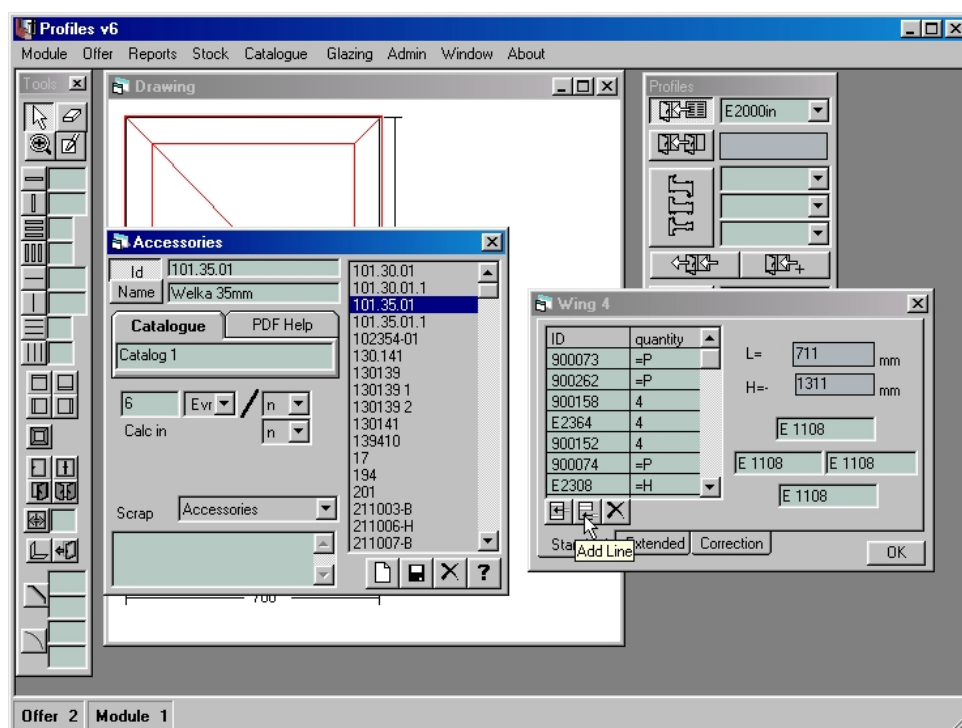 Profiles v6
Module Offer Reports Stock Catalogue Glazing Admin Window About
Tools
Drawing
700
Profiles
E2000in
Accessories
Id 101.35.01
Name Welka 35mm
Catalogue PDF Help
Catalog 1
6 Evr / n
Calc in n
Scrap Accessories
101.30.01
101.30.01.1
101.35.01
101.35.01.1
102354-01
130.141
130139
130139 1
130139 2
130141
139410
17
194
201
211003-B
211006-H
211007-B
?
Wing 4
ID quantity
900073 =P
900262 =P
900158 4
E2364 4
900152 4
900074 =P
E2308 =H
L= 711 mm
H=- 1311 mm
E 1108
E 1108 E 1108
E 1108
Add Line
Extended Correction
OK
Offer 2 Module 1